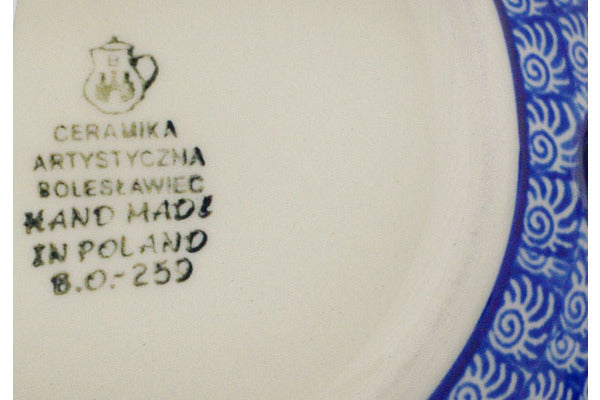 CERAMIKA
ARTYSTYCZNA
BOLESŁAWIEC
HAND MADE
IN POLAND
B.O.-259